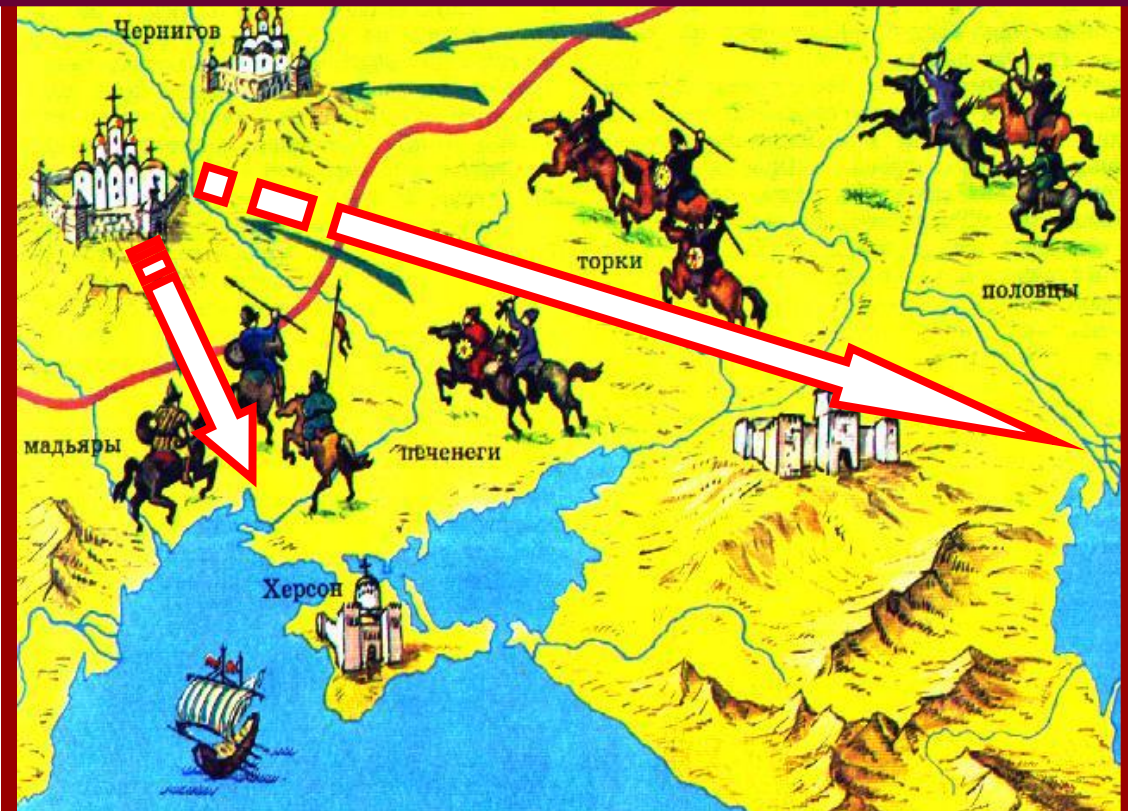 Чернигов
торки
половцы
мадьяры
печенеги
Херсон